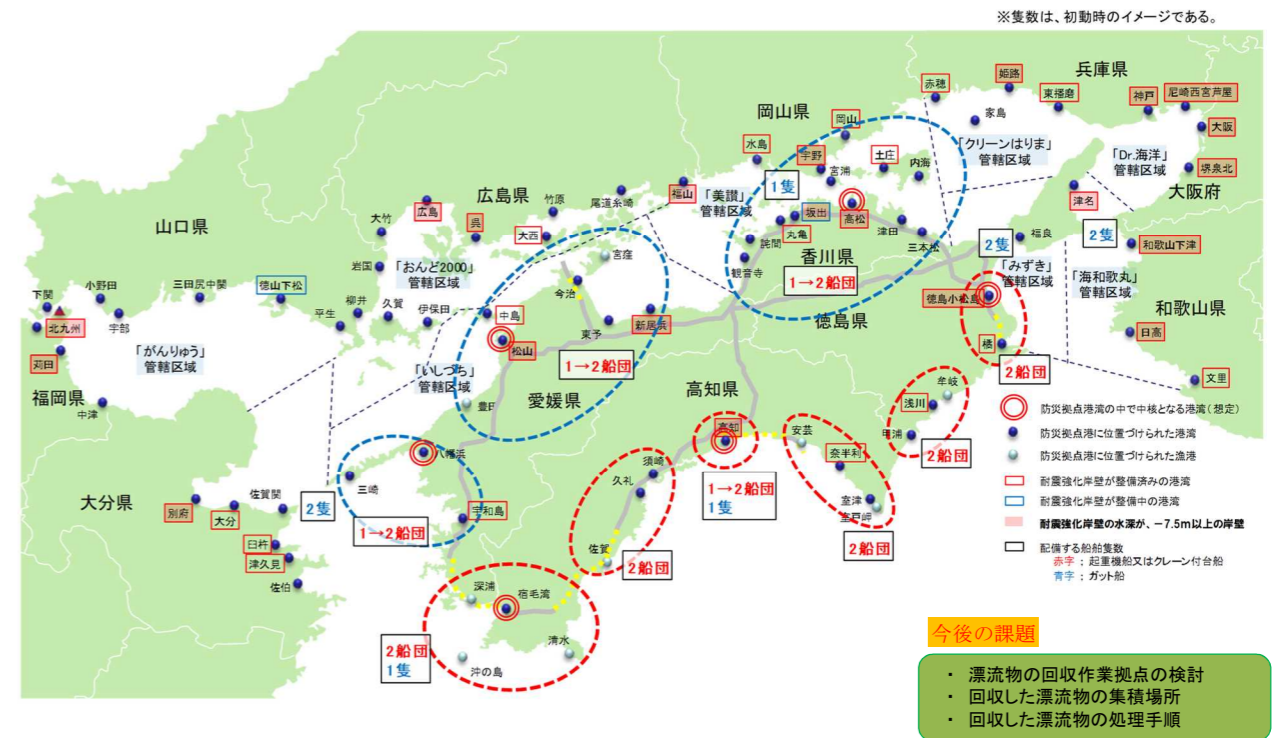 ※隻数は、初動時のイメージである。
兵庫県
姫路
赤穂
東播磨
神戸
尼崎西宮芦屋
家島
大阪
岡山県
岡山
水島
宇野
宮浦
土庄
内海
「クリーンはりま」
管轄区域
「Dr.海洋」
管轄区域
堺泉北
大阪府
広島県
竹原
尾道糸崎
福山
「美讃」
管轄区域
1隻
津名
大竹
広島
呉
大西
坂出
高松
丸亀
津田
三本松
詫間
観音寺
香川県
1→2船団
2隻
福良
2隻
和歌山下津
山口県
岩国
「おんど2000」
管轄区域
宮窪
今治
「みずき」
管轄区域
「海和歌丸」
管轄区域
和歌山県
下関
小野田
三田尻中関
徳山下松
柳井
久賀
伊保田
中島
平生
宇部
北九州
東予
新居浜
徳島県
徳島小松島
橘
日高
苅田
「がんりゅう」
管轄区域
松山
「いしづち」
管轄区域
1→2船団
2船団
文里
福岡県
中津
豊田
愛媛県
高知県
牟岐
浅川
甲浦
2船団
八幡浜
三崎
高知
安芸
奈半利
須崎
久礼
1→2船団
1隻
室津
室戸岬
2船団
大分県
別府
大分
佐賀関
2隻
臼杵
津久見
佐伯
宇和島
1→2船団
佐賀
2船団
深浦
宿毛湾
清水
沖の島
2船団
1隻
防災拠点港湾の中で中核となる港湾(想定)
防災拠点港に位置づけられた港湾
防災拠点港に位置づけられた漁港
耐震強化岸壁が整備済みの港湾
耐震強化岸壁が整備中の港湾
耐震強化岸壁の水深が、－7.5m以上の岸壁
配備する船舶隻数
赤字 : 起重機船又はクレーン付台船
青字 : ガット船
今後の課題
・ 漂流物の回収作業拠点の検討
・ 回収した漂流物の集積場所
・ 回収した漂流物の処理手順